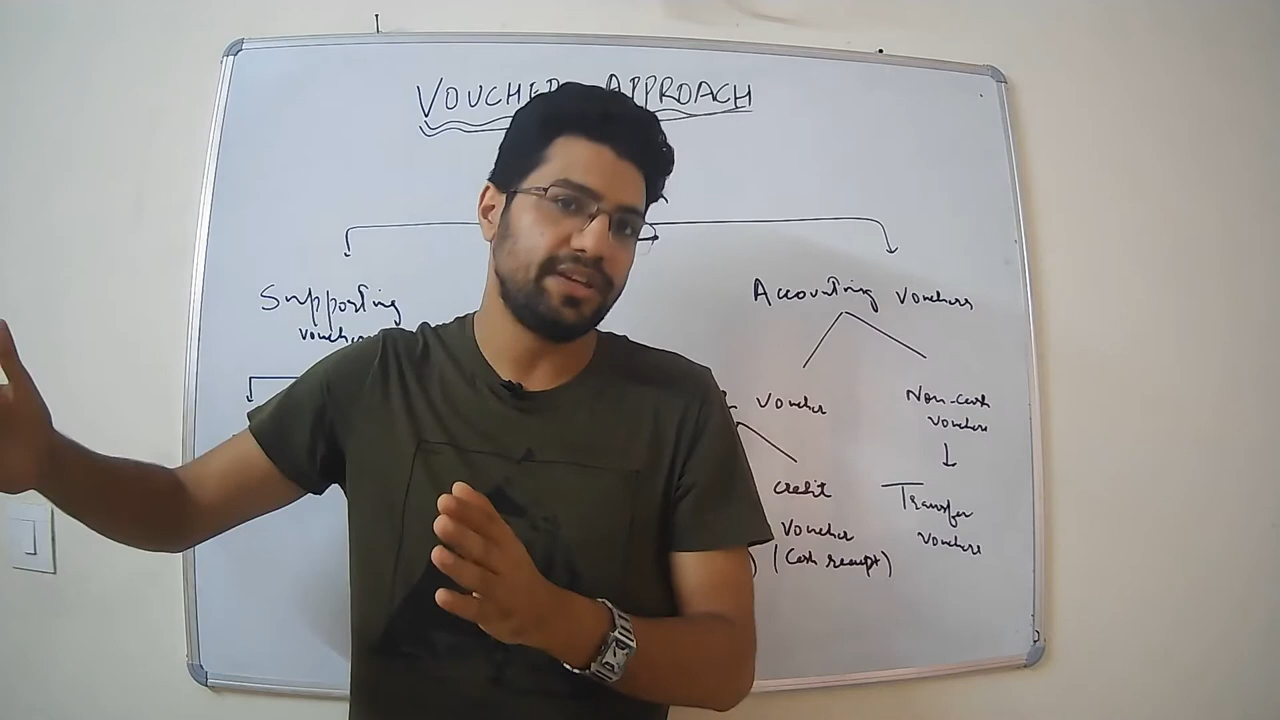 VOUCHER APPROACH
Supporting
Accounting Vouchers
Voucher
Non-cash
Vouchers
credit
Voucher
(Cash receipt)
Transfer
Vouchers